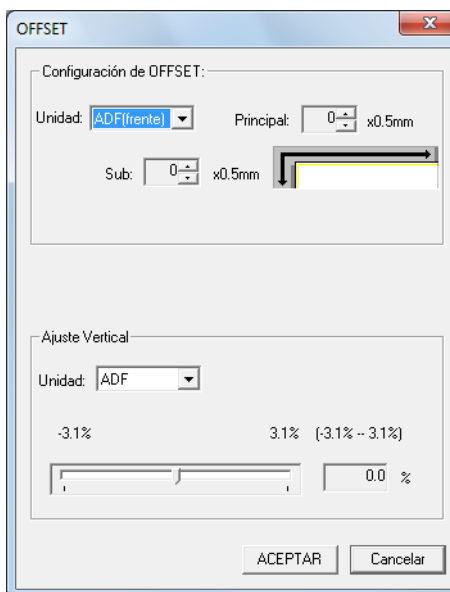 OFFSET
Configuración de OFFSET:
Unidad: ADF(frente) Principal: 0 x0.5mm
Sub: 0 x0.5mm
Ajuste Vertical
Unidad: ADF
-3.1% 3.1% (-3.1% -- 3.1%)
0.0 %
ACEPTAR Cancelar